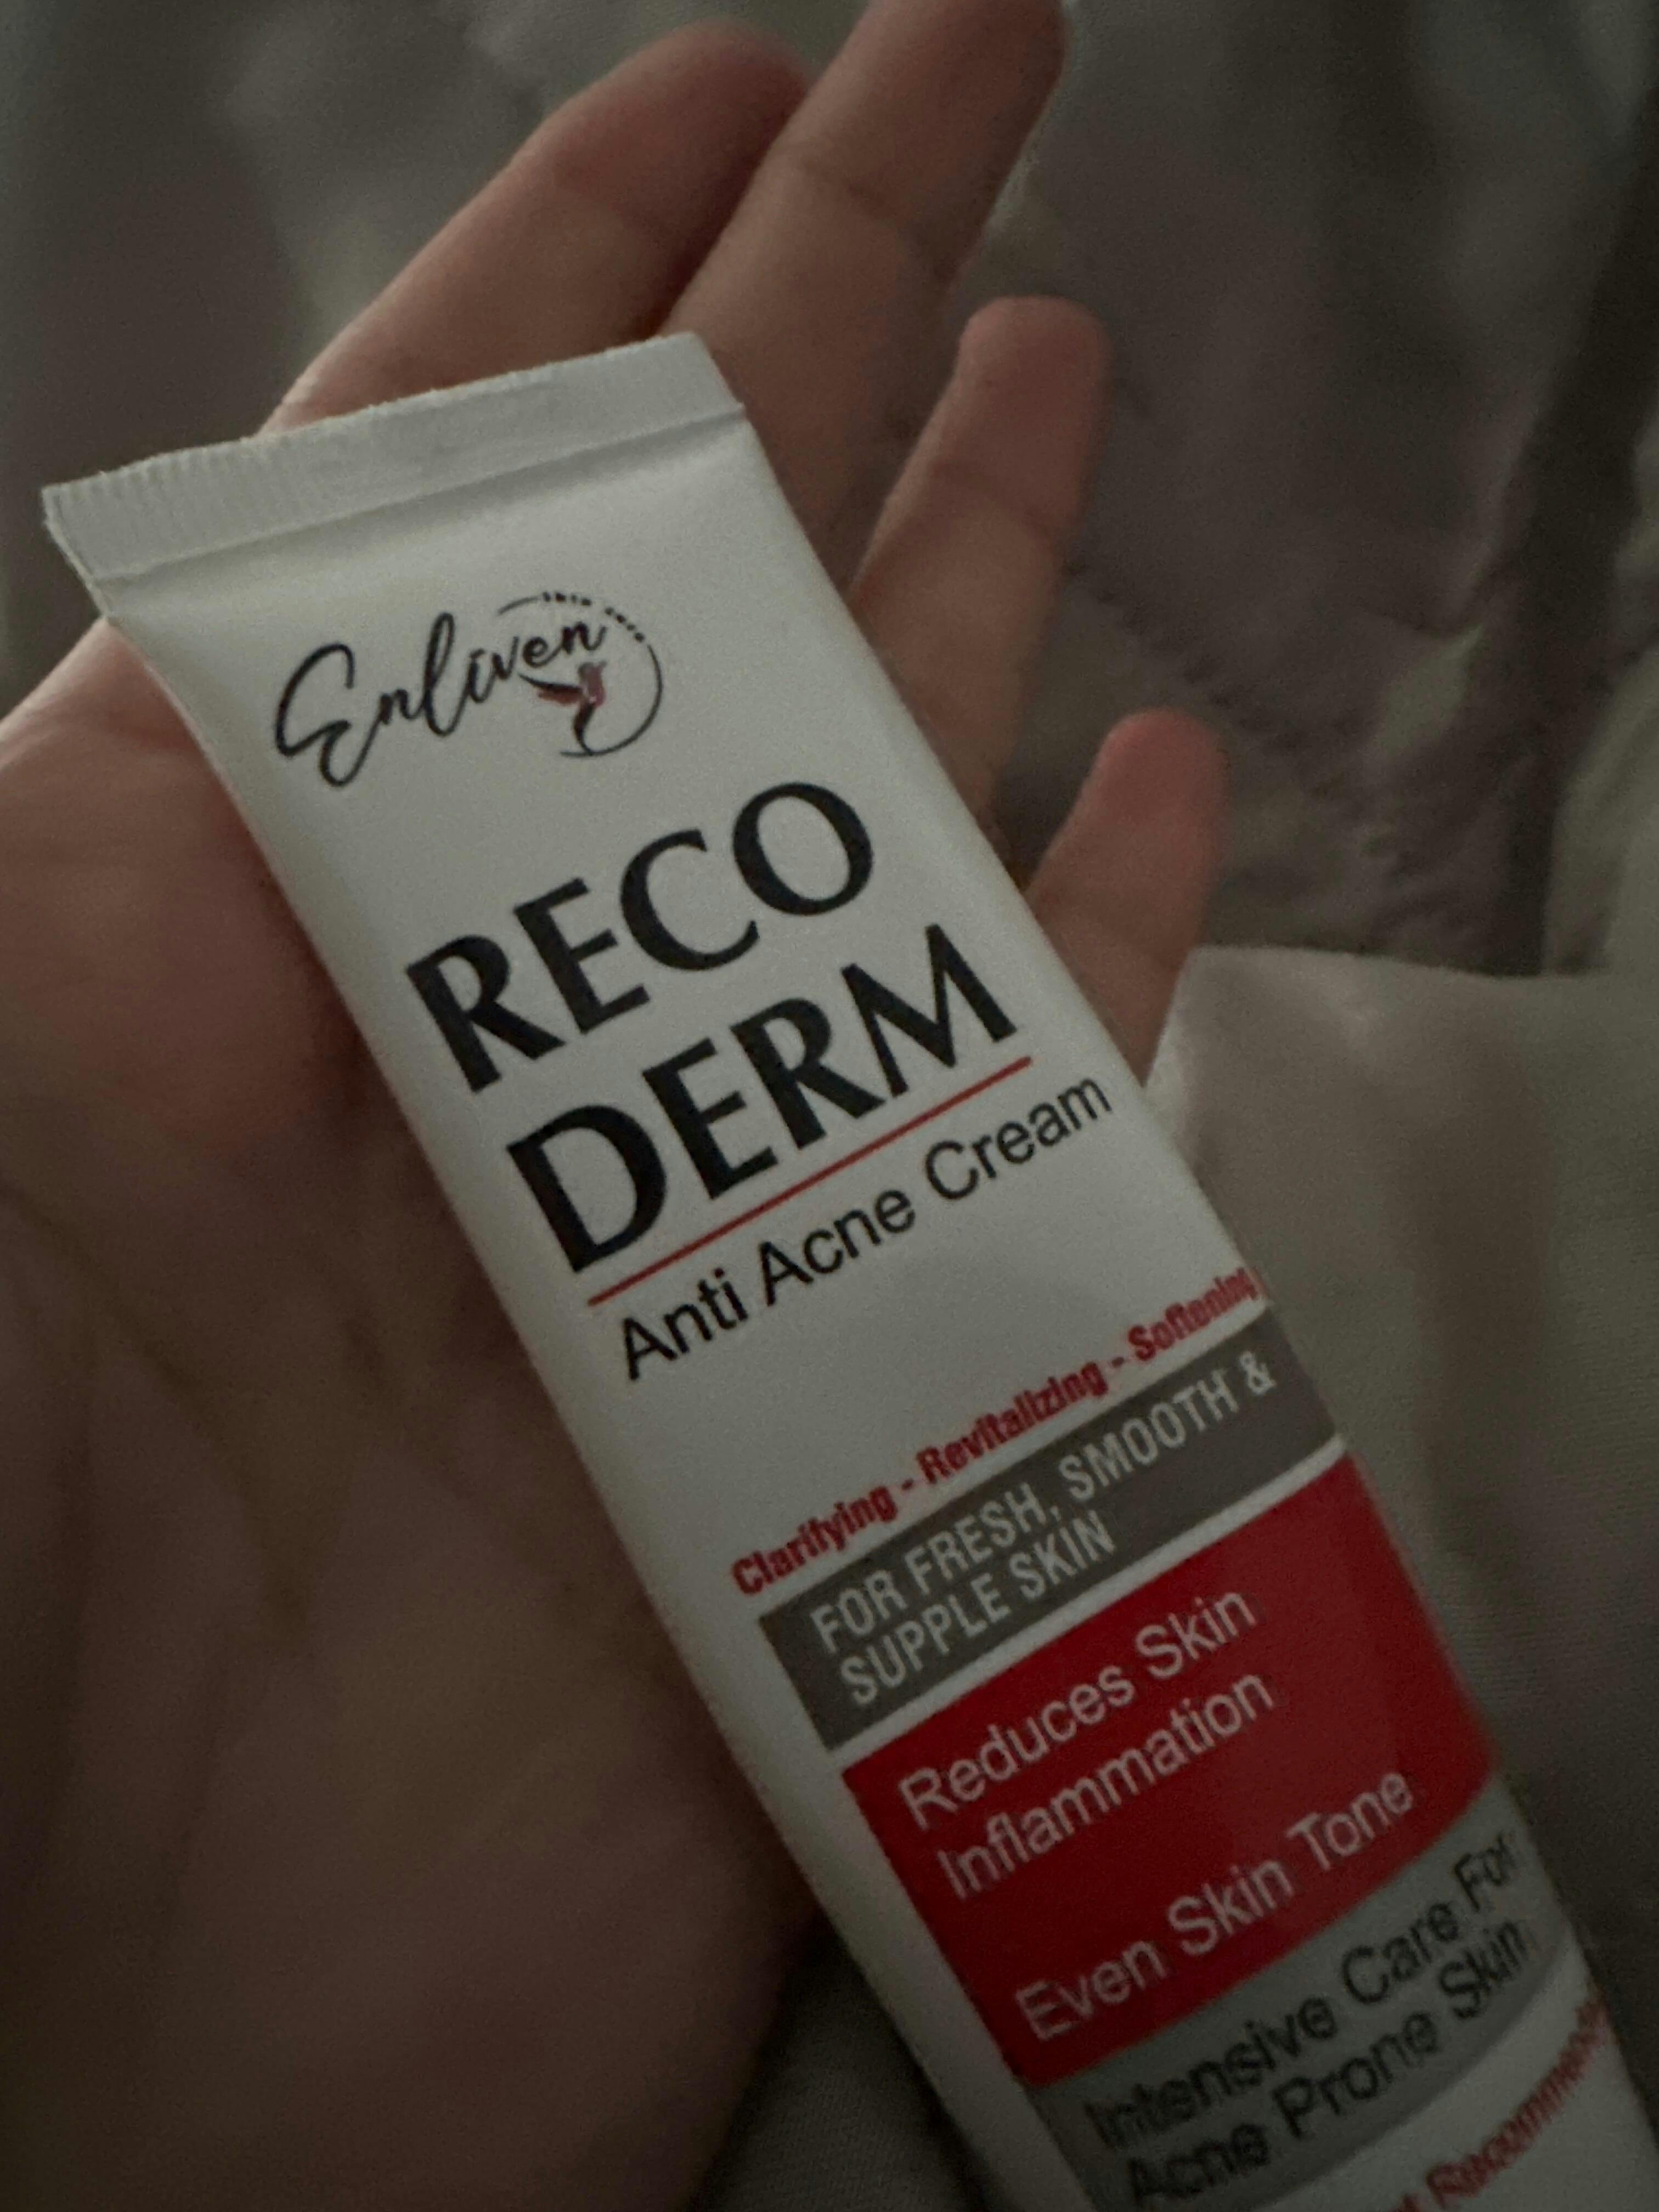 Enliven
RECO
DERM
Anti Acne Cream
Clarifying - Revitalizing - Softening
FOR FRESH, SMOOTH &
SUPPLE SKIN
Reduces Skin
Inflammation
Even Skin Tone
Intensive Care For
Acne Prone Skin